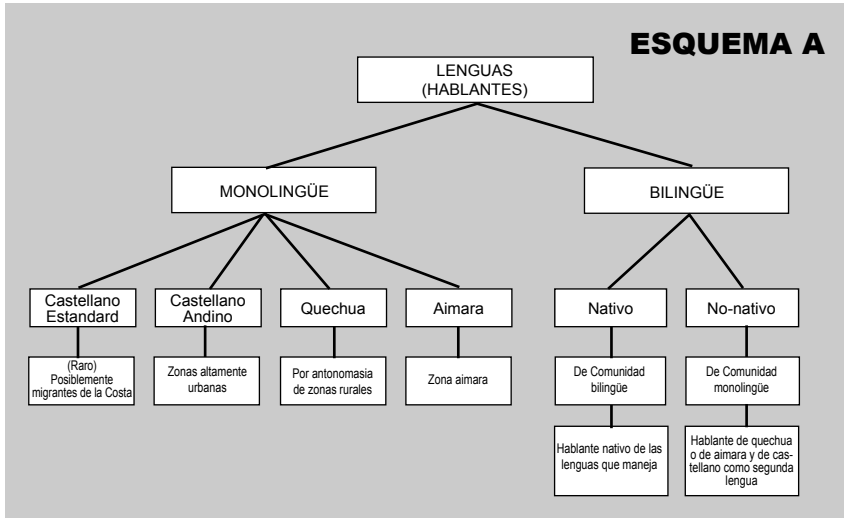 ESQUEMA A
LENGUAS
(HABLANTES)
MONOLINGÜE
BILINGÜE
Castellano
Estandard
Castellano
Andino
Quechua
Aimara
Nativo
No-nativo
(Raro)
Posiblemente
migrantes de la Costa
Zonas altamente
urbanas
Por antonomasia
de zonas rurales
Zona aimara
De Comunidad
bilingüe
De Comunidad
monolingüe
Hablante nativo de las
lenguas que maneja
Hablante de quechua
o de aimara y de cas-
tellano como segunda
lengua